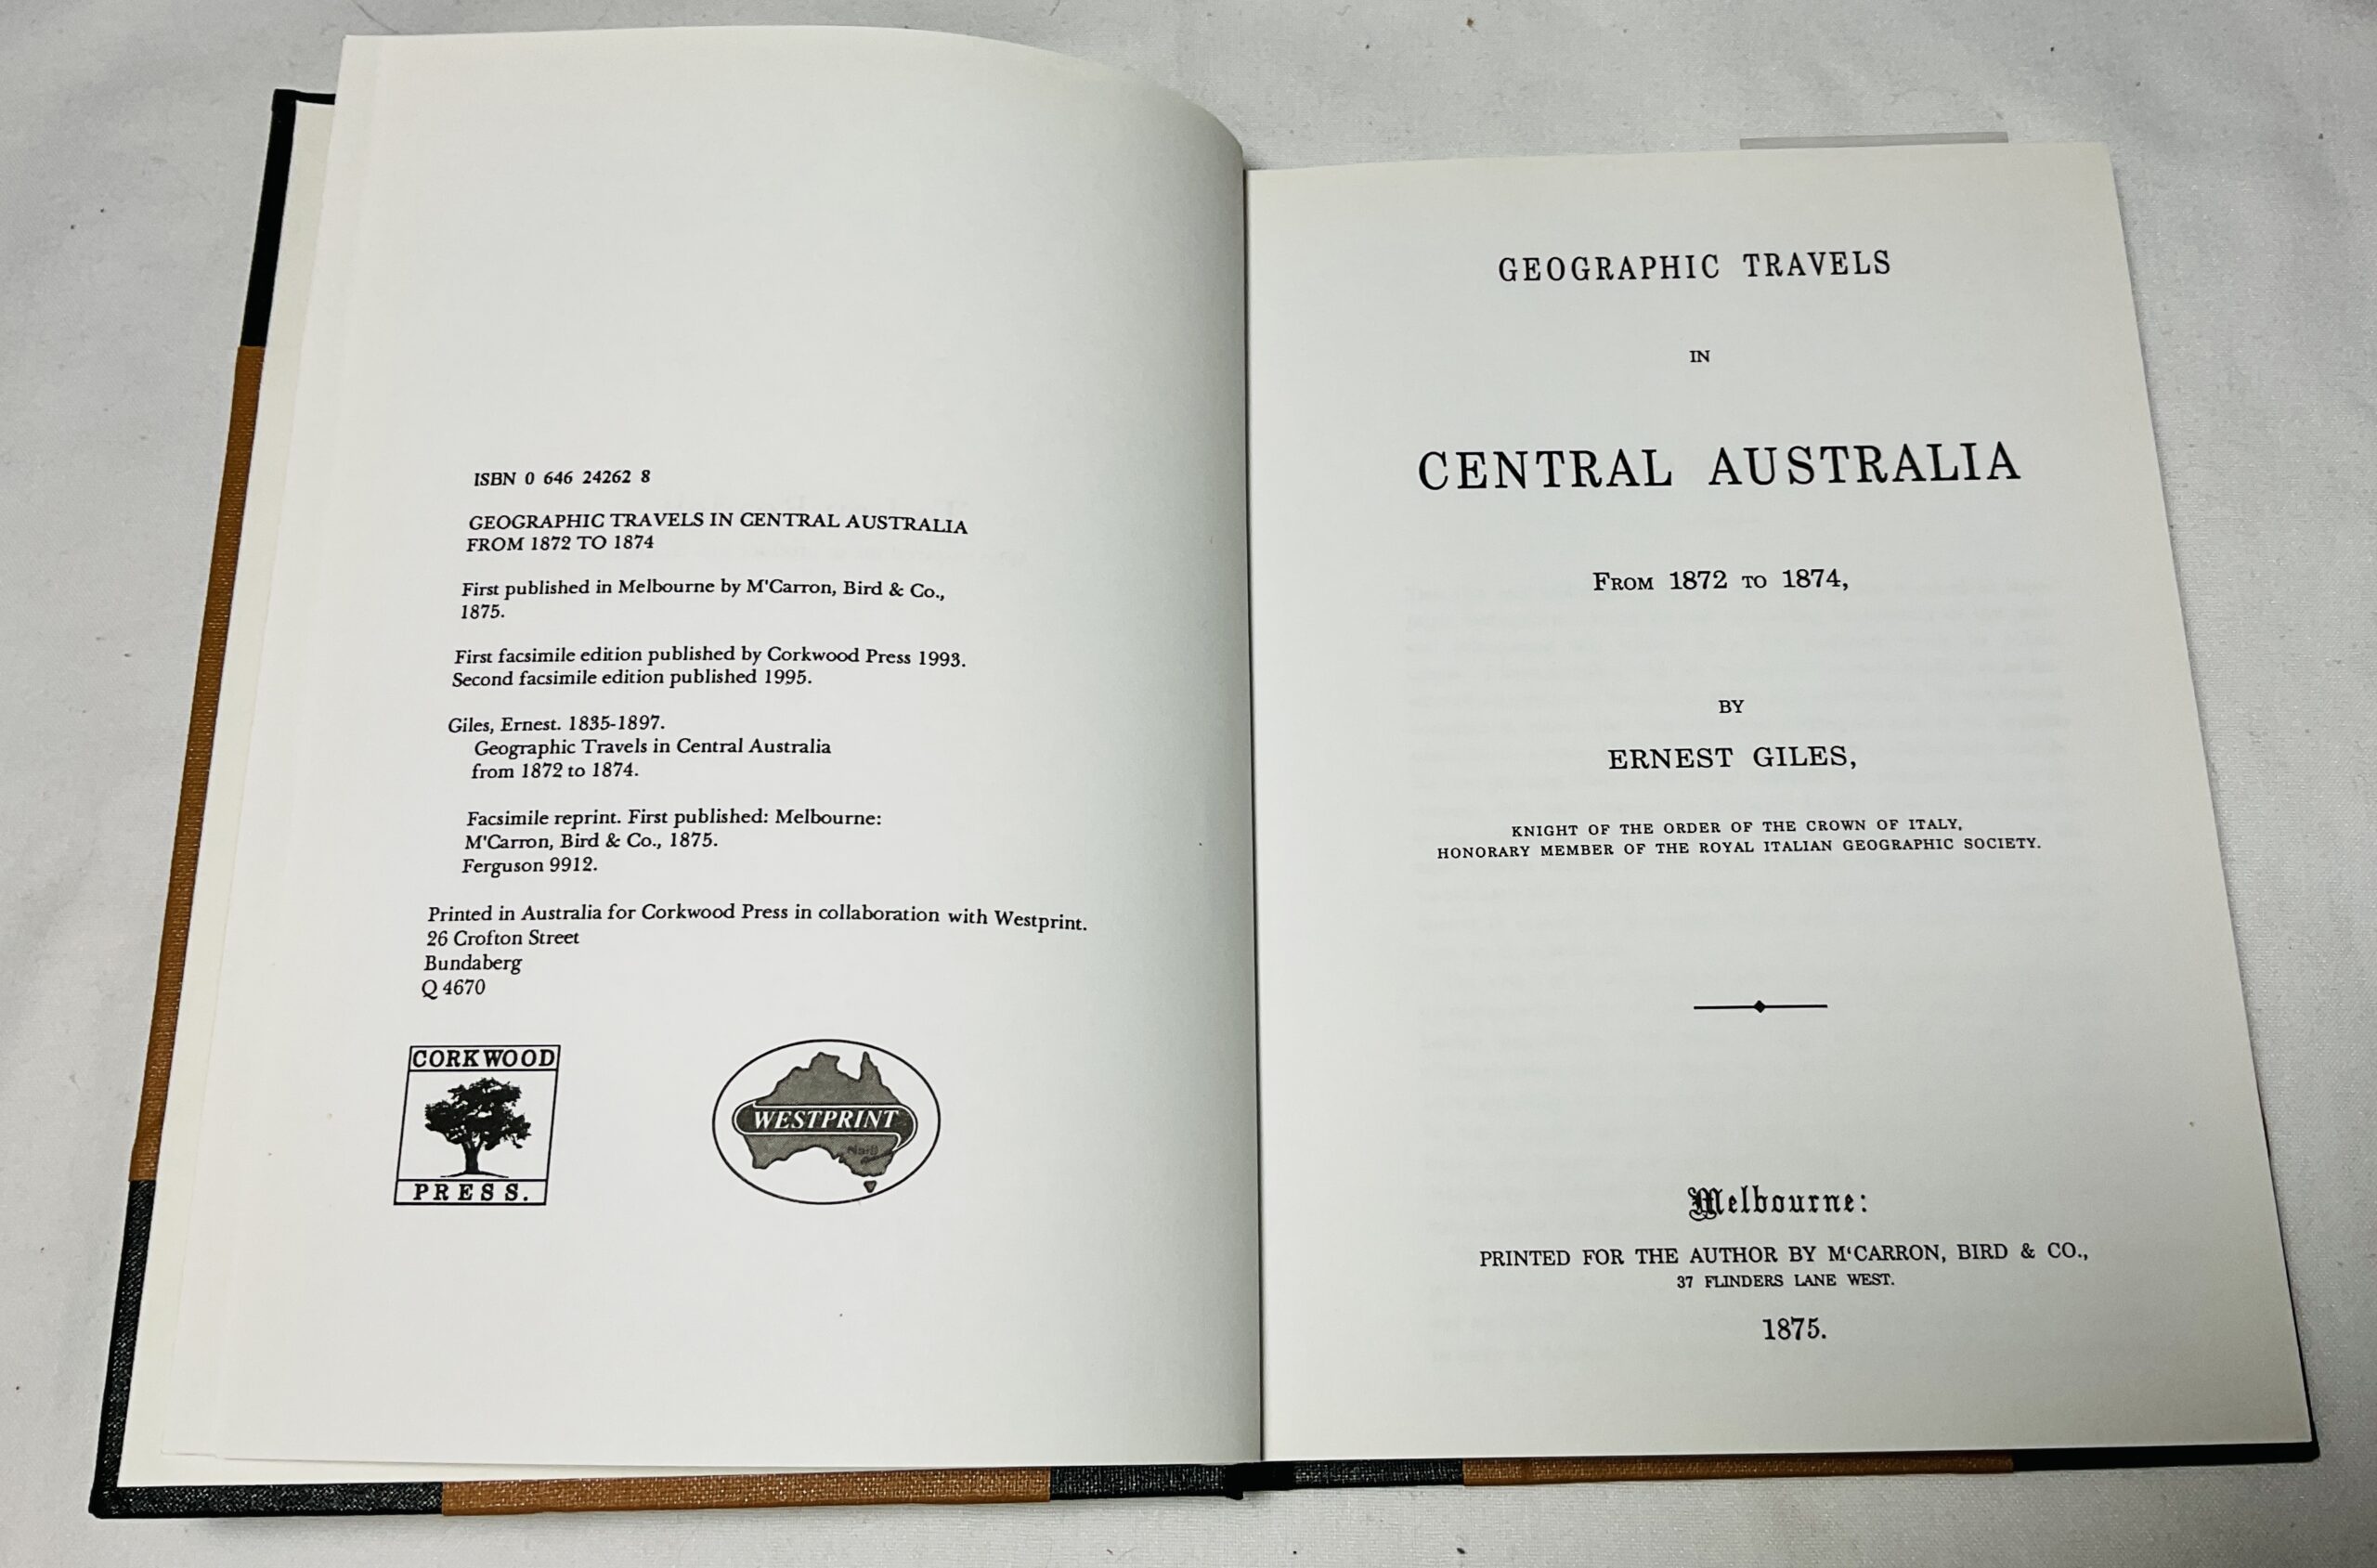 ISBN 0 646 24262 8
GEOGRAPHIC TRAVELS IN CENTRAL AUSTRALIA
FROM 1872 TO 1874
First published in Melbourne by M'Carron, Bird & Co.,
1875.
First facsimile edition published by Corkwood Press 1993.
Second facsimile edition published 1995.
Giles, Ernest. 1835-1897.
Geographic Travels in Central Australia
from 1872 to 1874.
Facsimile reprint. First published: Melbourne:
M'Carron, Bird & Co., 1875.
Ferguson 9912.
Printed in Australia for Corkwood Press in collaboration with Westprint.
26 Crofton Street
Bundaberg
Q 4670
CORKWOOD
PRESS.
WESTPRINT
GEOGRAPHIC TRAVELS
IN
CENTRAL AUSTRALIA
FROM 1872 TO 1874,
BY
ERNEST GILES,
KNIGHT OF THE ORDER OF THE CROWN OF ITALY,
HONORARY MEMBER OF THE ROYAL ITALIAN GEOGRAPHIC SOCIETY.
Melbourne:
PRINTED FOR THE AUTHOR BY M'CARRON, BIRD & CO.,
37 FLINDERS LANE WEST.
1875.